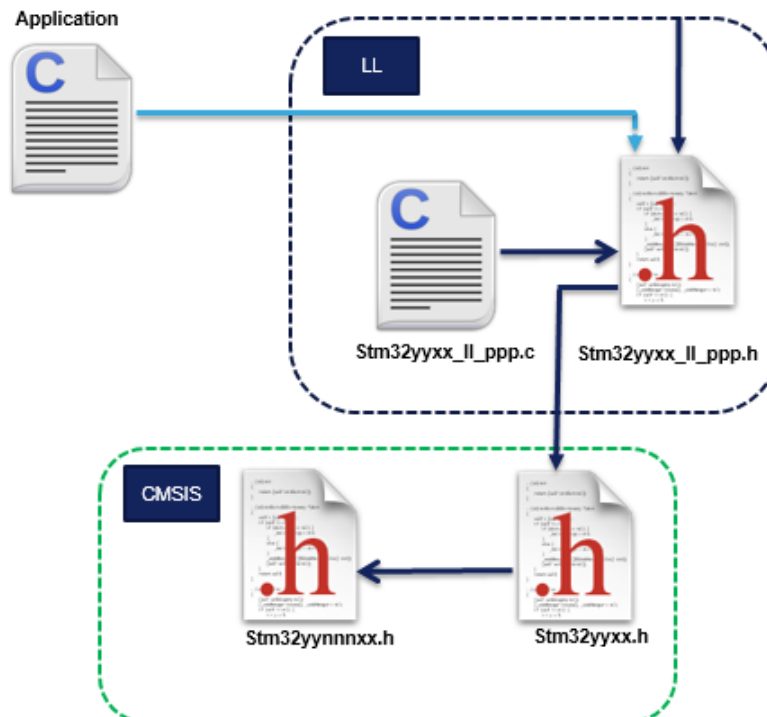 Application
LL
C
C
.h
Stm32yyxx_ll_ppp.c
Stm32yyxx_ll_ppp.h
CMSIS
.h
.h
Stm32yynnnxx.h
Stm32yyxx.h